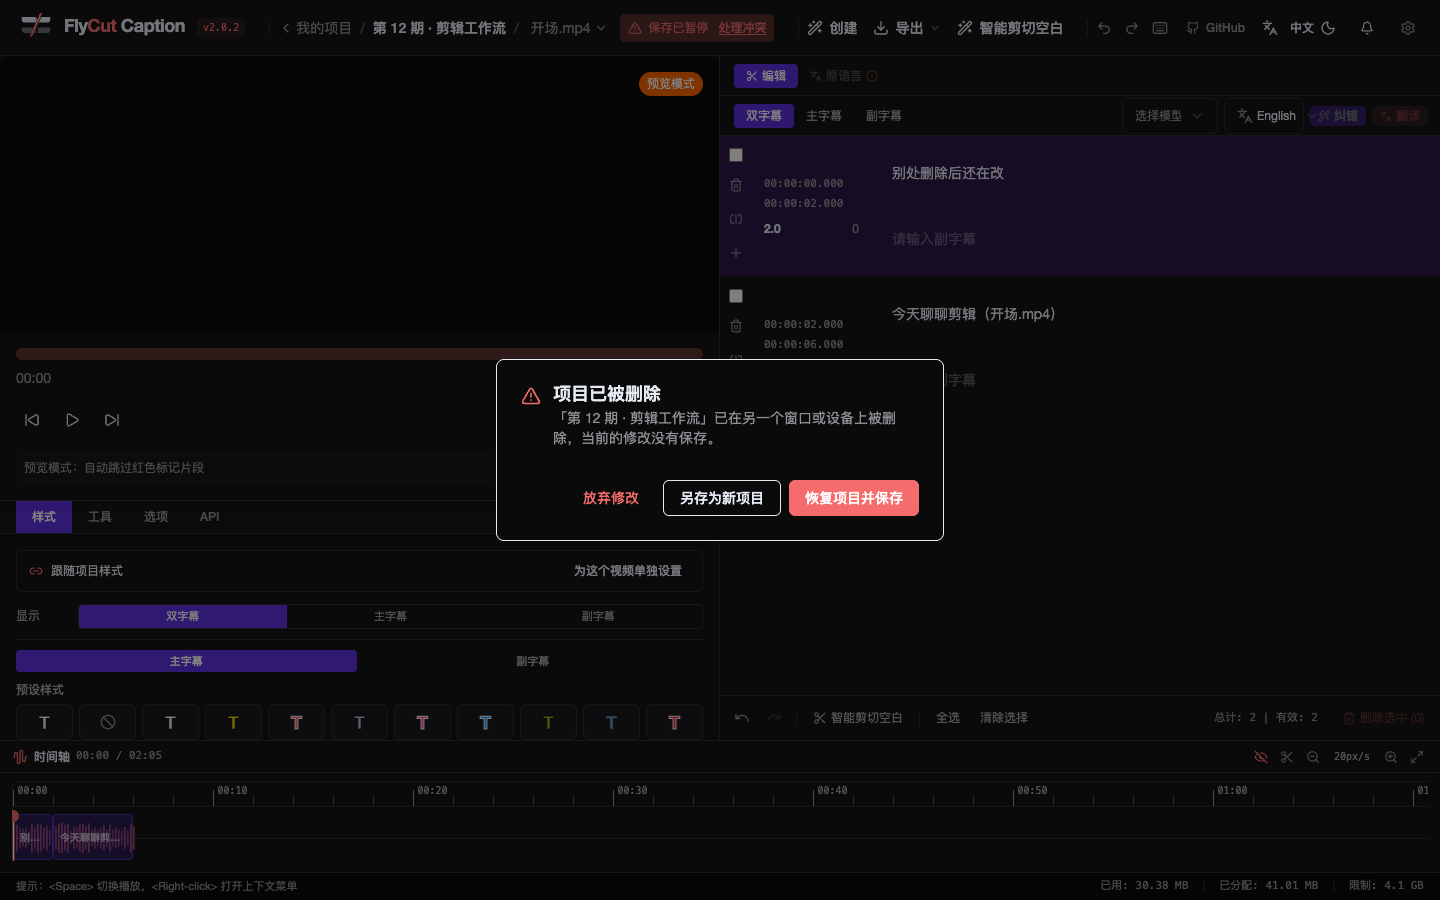 FlyCut Caption v2.0.2 我的项目 / 第 12 期 · 剪辑工作流 / 开场.mp4 保存已暂停 处理冲突 创建 导出 智能剪切空白 GitHub 中文
预览模式
编辑 原语言
双字幕 主字幕 副字幕 选择模型 English 纠错 翻译
00:00:00.000
00:00:02.000
2.0 0
别处删除后还在改
请输入副字幕
00:00:02.000
00:00:06.000
今天聊聊剪辑（开场.mp4）
字幕
00:00
预览模式：自动跳过红色标记片段
项目已被删除
「第 12 期 · 剪辑工作流」已在另一个窗口或设备上被删
除，当前的修改没有保存。
放弃修改 另存为新项目 恢复项目并保存
样式 工具 选项 API
跟随项目样式 为这个视频单独设置
显示 双字幕 主字幕 副字幕
主字幕 副字幕
预设样式
T T T T T T T T T T
智能剪切空白 全选 清除选择 总计: 2 | 有效: 2 删除选中 (0)
时间轴 00:00 / 02:05 20px/s
00:00 00:10 00:20 00:30 00:40 00:50 01:00 01
别... 今天聊聊剪...
提示：<Space> 切换播放，<Right-click> 打开上下文菜单 已用: 30.38 MB 已分配: 41.01 MB 限制: 4.1 GB